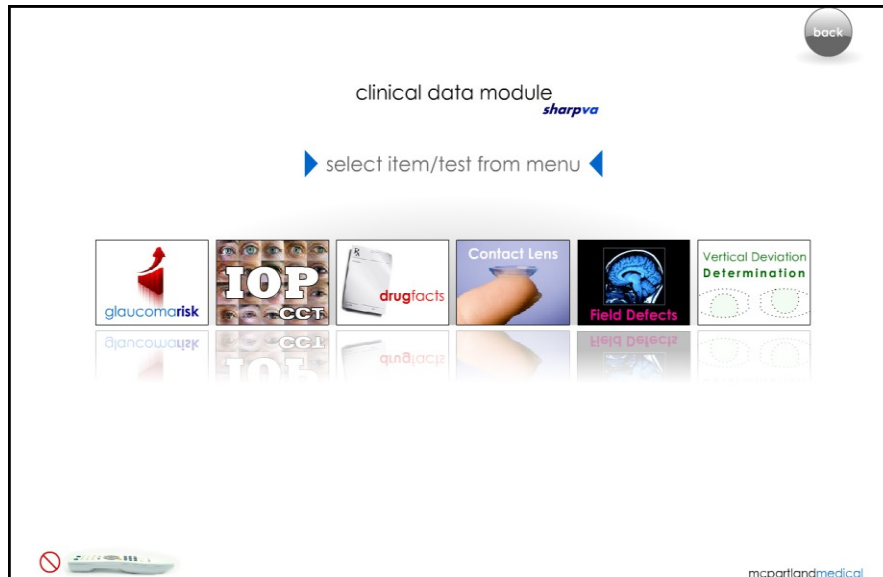 back
clinical data module
sharpva
select item/test from menu
glaucomarisk
IOP
CCT
drugfacts
Contact Lens
Field Defects
Vertical Deviation
Determination
mcpartlandmedical